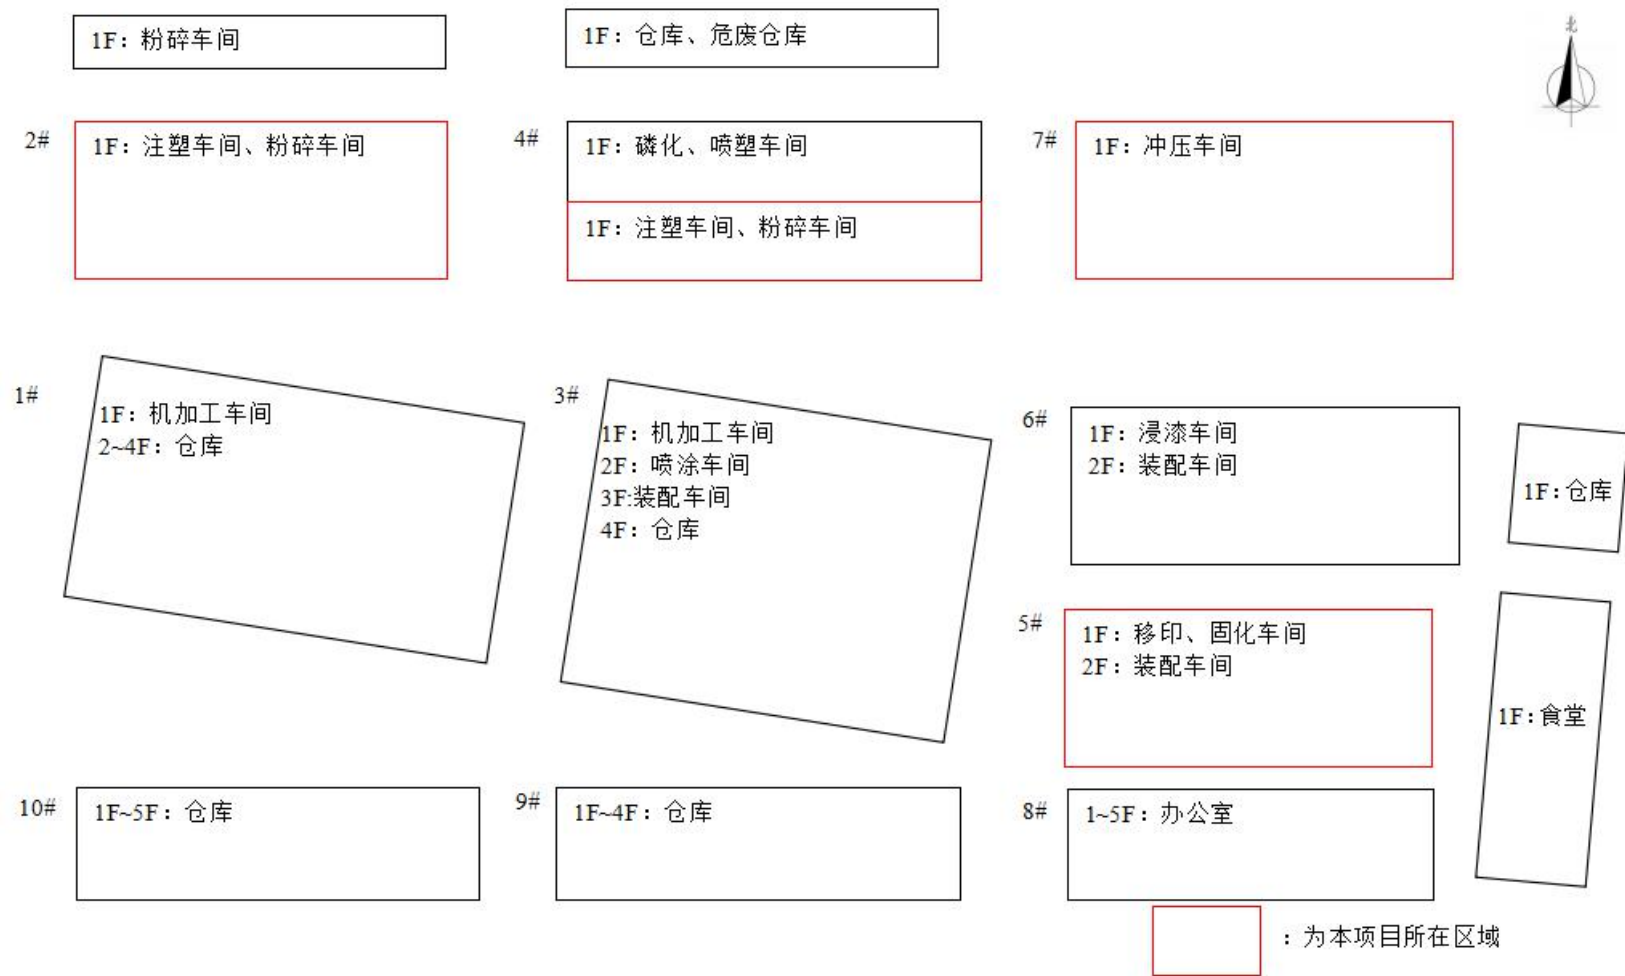 1F：粉碎车间
1F：仓库、危废仓库
北
2#
1F：注塑车间、粉碎车间
4#
1F：磷化、喷塑车间
1F：注塑车间、粉碎车间
7#
1F：冲压车间
1#
1F：机加工车间
2~4F：仓库
3#
1F：机加工车间
2F：喷涂车间
3F:装配车间
4F：仓库
6#
1F：浸漆车间
2F：装配车间
1F：仓库
5#
1F：移印、固化车间
2F：装配车间
1F：食堂
10#
1F~5F：仓库
9#
1F~4F：仓库
8#
1~5F：办公室
：为本项目所在区域